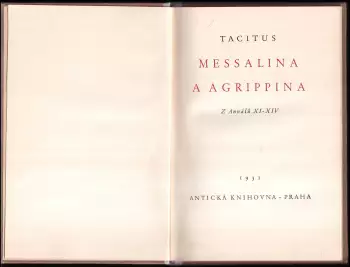 TACITUS
MESSALINA
A AGRIPPINA
Z Annálů XI-XIV
1931
ANTICKÁ KNIHOVNA - PRAHA